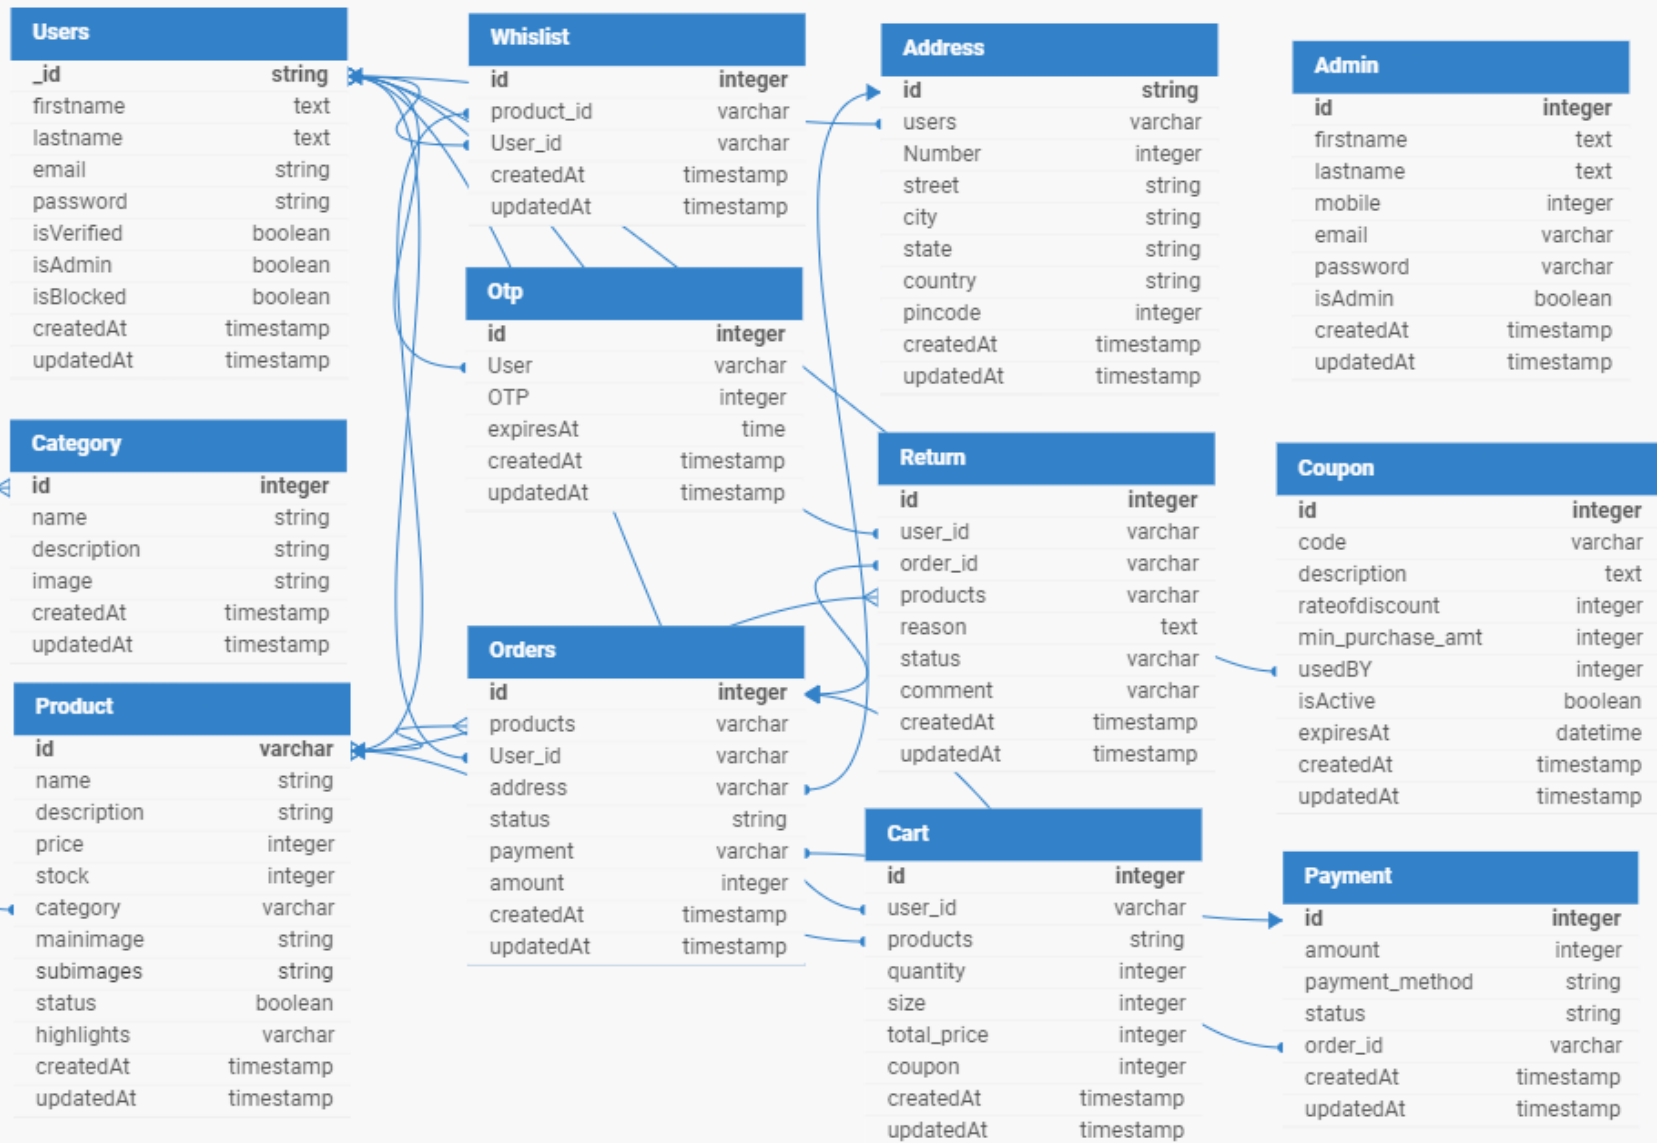 Users
_id string
firstname text
lastname text
email string
password string
isVerified boolean
isAdmin boolean
isBlocked boolean
createdAt timestamp
updatedAt timestamp
Category
id integer
name string
description string
image string
createdAt timestamp
updatedAt timestamp
Product
id varchar
name string
description string
price integer
stock integer
category varchar
mainimage string
subimages string
status boolean
highlights varchar
createdAt timestamp
updatedAt timestamp
Whislist
id integer
product_id varchar
User_id varchar
createdAt timestamp
updatedAt timestamp
Otp
id integer
User varchar
OTP integer
expiresAt time
createdAt timestamp
updatedAt timestamp
Orders
id integer
products varchar
User_id varchar
address varchar
status string
payment varchar
amount integer
createdAt timestamp
updatedAt timestamp
Address
id string
users varchar
Number integer
street string
city string
state string
country string
pincode integer
createdAt timestamp
updatedAt timestamp
Return
id integer
user_id varchar
order_id varchar
products varchar
reason text
status varchar
comment varchar
createdAt timestamp
updatedAt timestamp
Cart
id integer
user_id varchar
products string
quantity integer
size integer
total_price integer
coupon integer
createdAt timestamp
updatedAt timestamp
Admin
id integer
firstname text
lastname text
mobile integer
email varchar
password varchar
isAdmin boolean
createdAt timestamp
updatedAt timestamp
Coupon
id integer
code varchar
description text
rateofdiscount integer
min_purchase_amt integer
usedBY integer
isActive boolean
expiresAt datetime
createdAt timestamp
updatedAt timestamp
Payment
id integer
amount integer
payment_method string
status string
order_id varchar
createdAt timestamp
updatedAt timestamp